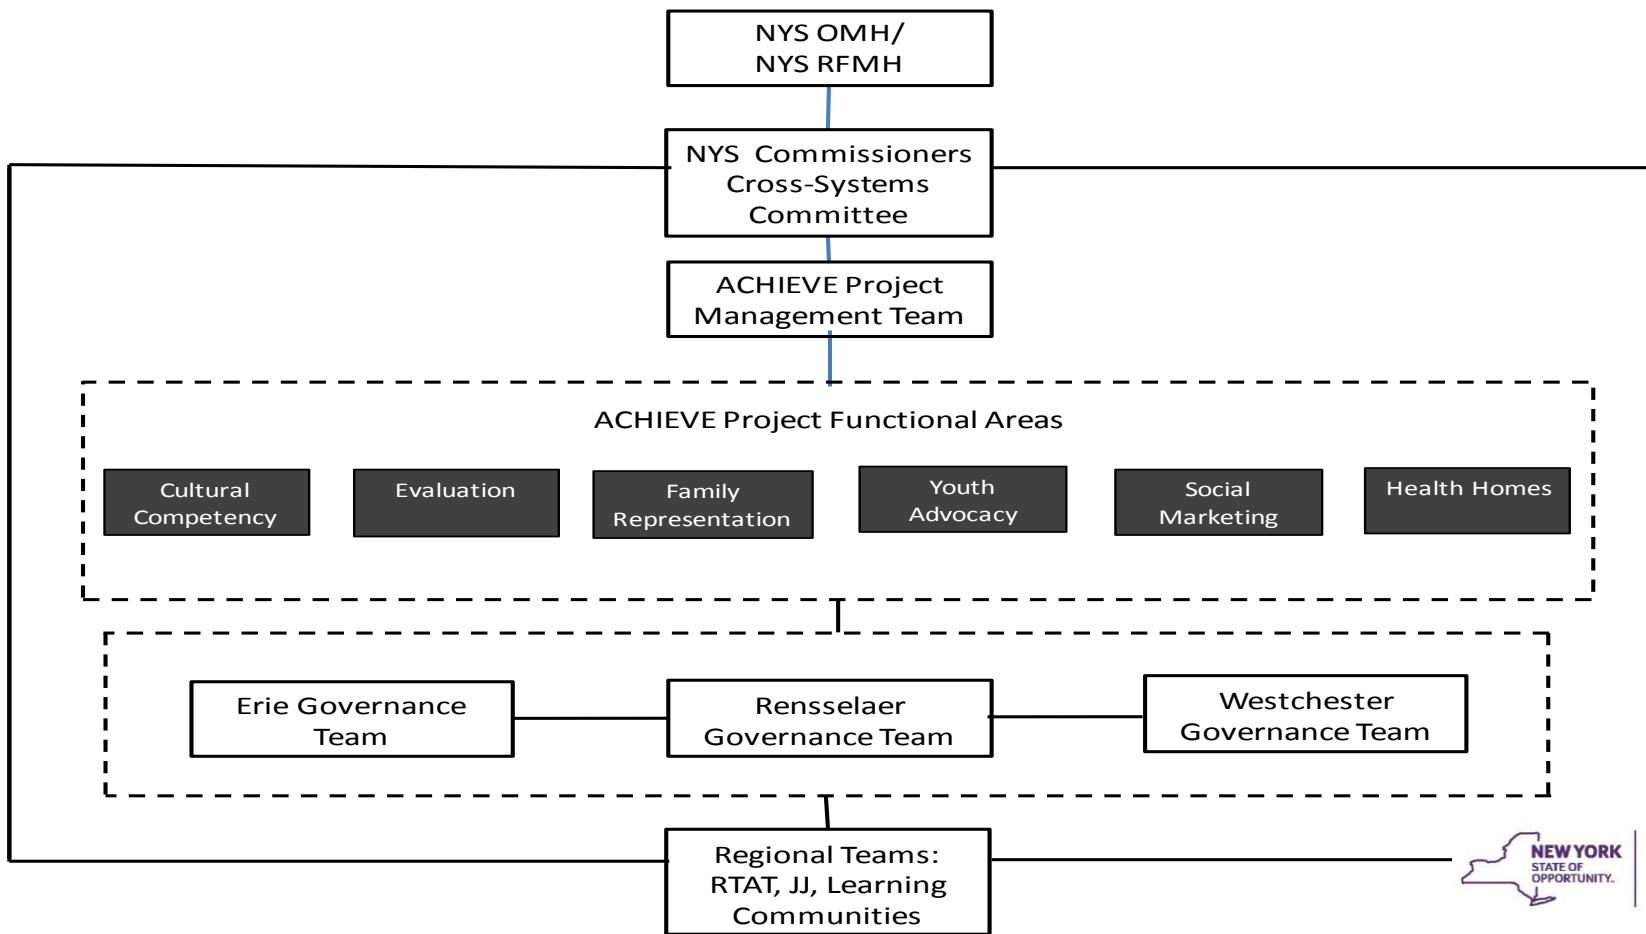 NYS OMH/
NYS RFMH
NYS Commissioners
Cross-Systems
Committee
ACHIEVE Project
Management Team
ACHIEVE Project Functional Areas
Cultural
Competency
Evaluation
Family
Representation
Youth
Advocacy
Social
Marketing
Health Homes
Erie Governance
Team
Rensselaer
Governance Team
Westchester
Governance Team
Regional Teams:
RTAT, JJ, Learning
Communities
NEW YORK
STATE OF
OPPORTUNITY™